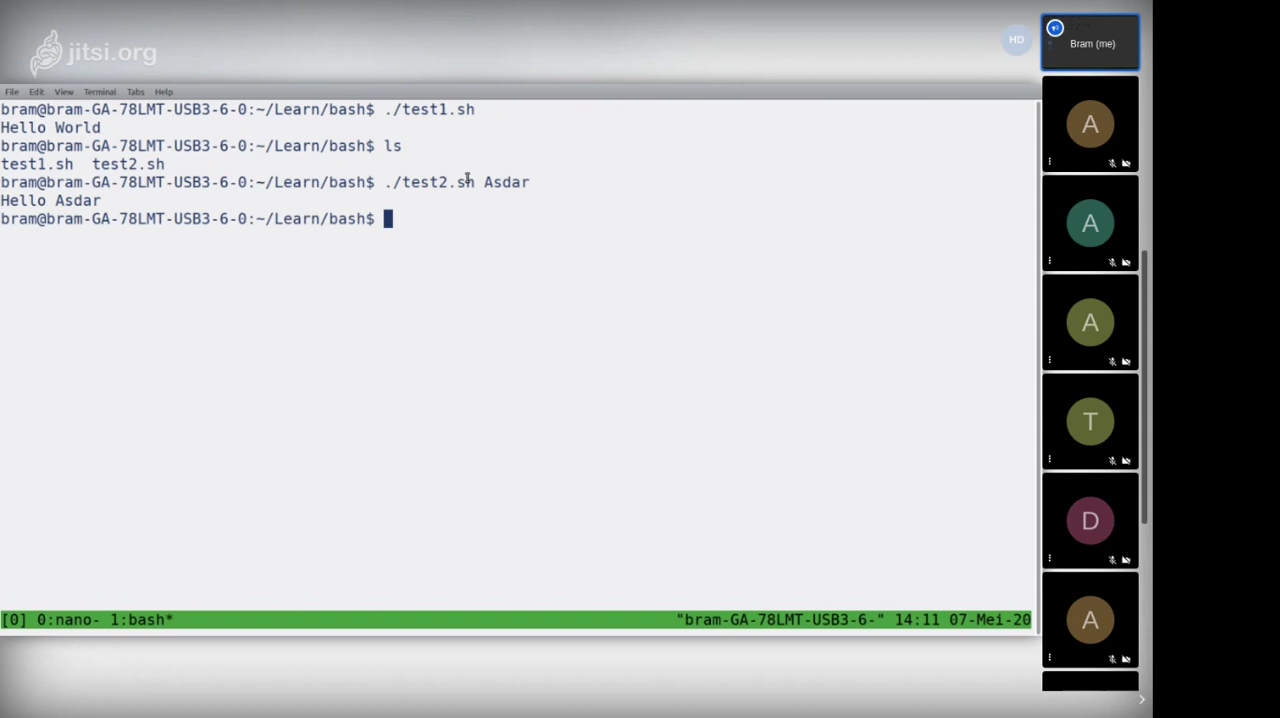 jitsi.org
HD
Bram (me)
File Edit View Terminal Tabs Help
bram@bram-GA-78LMT-USB3-6-0:~/Learn/bash$ ./test1.sh
Hello World
bram@bram-GA-78LMT-USB3-6-0:~/Learn/bash$ ls
test1.sh  test2.sh
bram@bram-GA-78LMT-USB3-6-0:~/Learn/bash$ ./test2.sh Asdar
Hello Asdar
bram@bram-GA-78LMT-USB3-6-0:~/Learn/bash$
[0] 0:nano- 1:bash* "bram-GA-78LMT-USB3-6-" 14:11 07-Mei-20
A
A
A
T
D
A